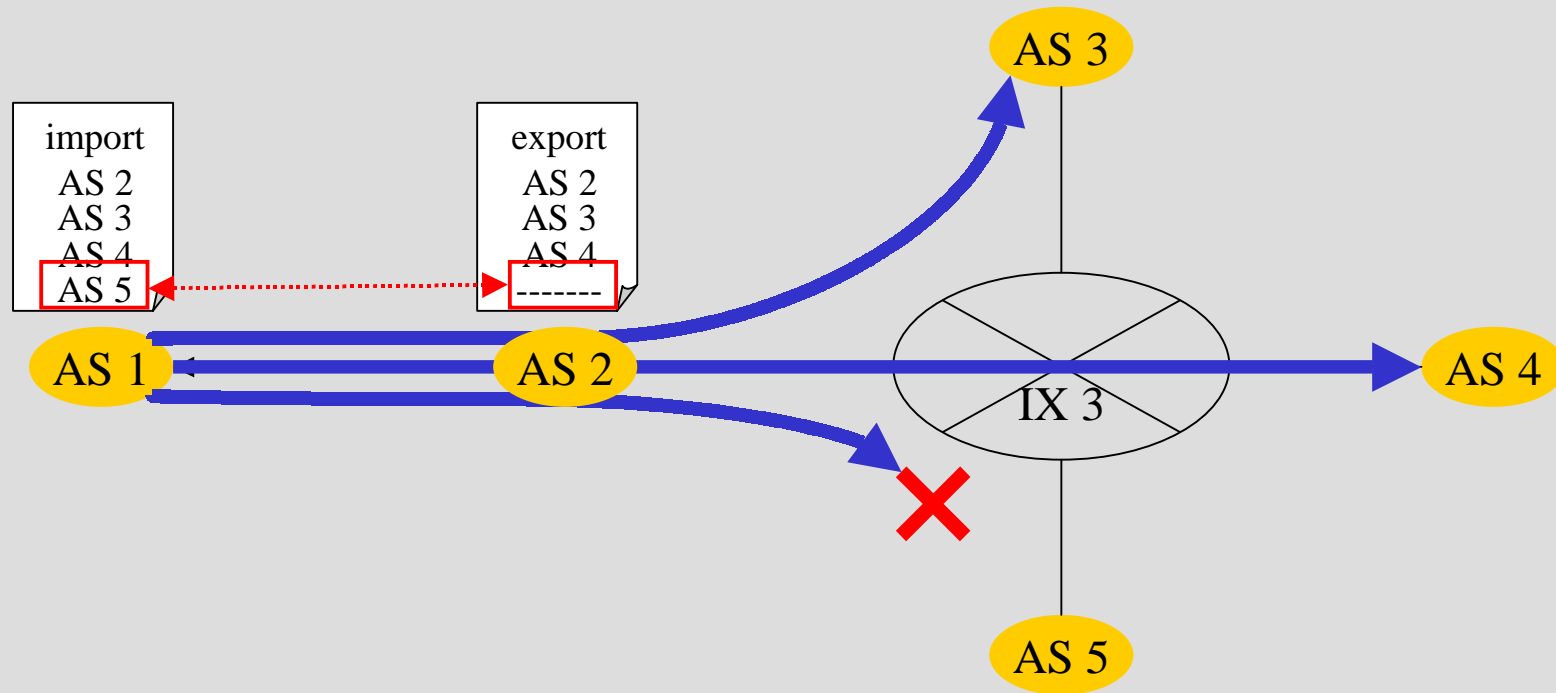 AS 3
import
AS 2
AS 3
AS 4
AS 5
export
AS 2
AS 3
AS 4
-------
AS 1
AS 2
IX 3
AS 4
AS 5